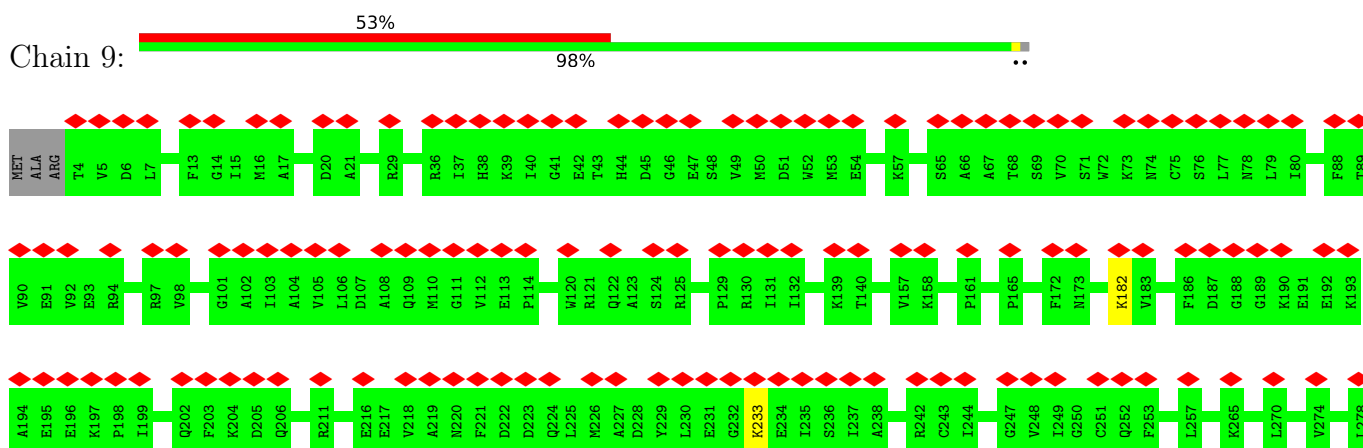 53%
Chain 9:
98%
..
MET ALA ARG T4 V5 D6 L7 F13 G14 I15 M16 A17 D20 A21 R29 R36 I37 H38 K39 I40 G41 E42 T43 H44 D45 G46 E47 S48 V49 M50 D51 W52 M53 E54 K57 S65 A66 A67 T68 S69 V70 S71 W72 K73 N74 C75 S76 L77 N78 L79 I80 F88 T89
V90 E91 V92 E93 R94 R97 V98 G101 A102 I103 A104 V105 L106 D107 A108 Q109 M110 G111 V112 E113 P114 W120 R121 Q122 A123 S124 R125 P129 R130 I131 I132 K139 T140 V157 K158 P161 P165 F172 N173 K182 V183 F186 D187 G188 G189 K190 E191 E192 K193
A194 E195 E196 K197 P198 I199 Q202 F203 K204 D205 Q206 R211 E216 E217 V218 A219 N220 F221 D222 D223 Q224 L225 M226 A227 D228 Y229 L230 E231 G232 K233 E234 I235 S236 I237 A238 R242 C243 I244 G247 V248 I249 G250 C251 Q252 F253 L257 K265 L270 V274